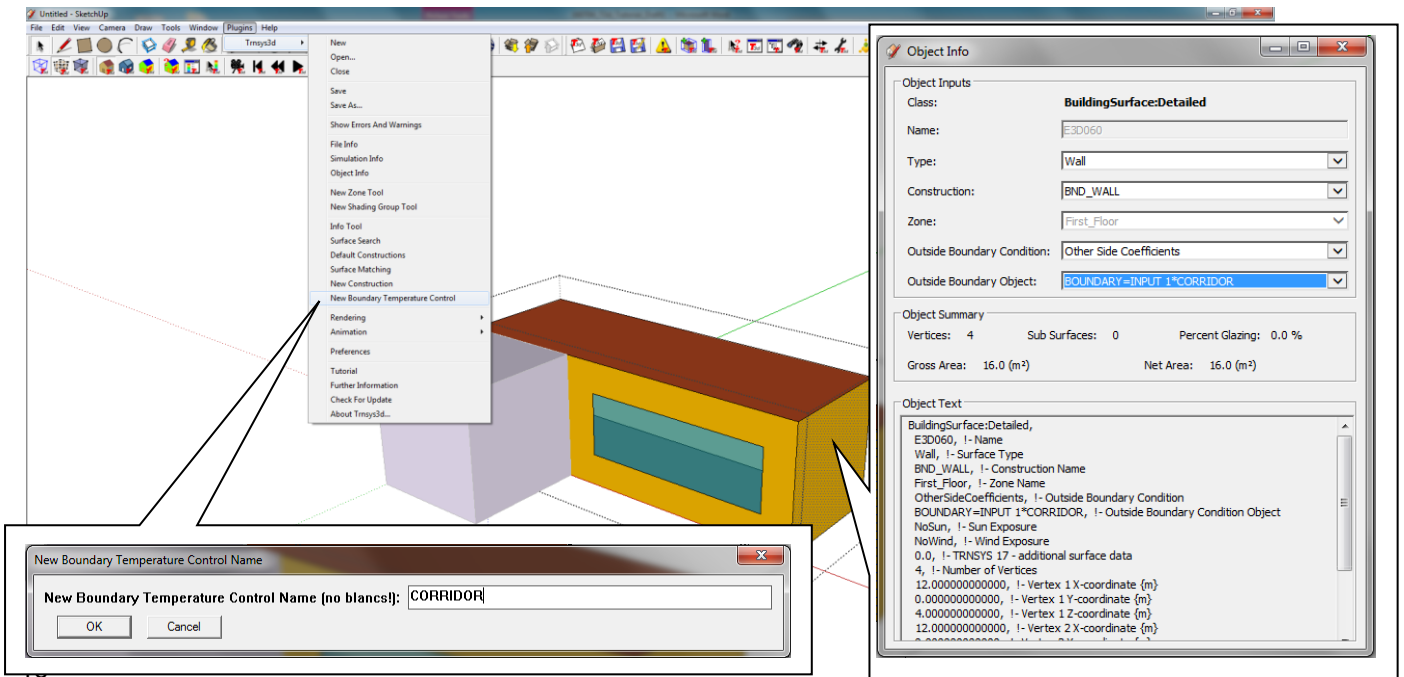 Untitled - SketchUp
File Edit View Camera Draw Tools Window Plugins Help
Trnsys3d
New
Open...
Close
Save
Save As...
Show Errors And Warnings
File Info
Simulation Info
Object Info
New Zone Tool
New Shading Group Tool
Info Tool
Surface Search
Default Constructions
Surface Matching
New Construction
New Boundary Temperature Control
Rendering
Animation
Preferences
Tutorial
Further Information
Check For Update
About Trnsys3d...
New Boundary Temperature Control Name
New Boundary Temperature Control Name (no blancs!): CORRIDOR
OK Cancel
Object Info
Object Inputs
Class: BuildingSurface:Detailed
Name: E3D060
Type: Wall
Construction: BND_WALL
Zone: First_Floor
Outside Boundary Condition: Other Side Coefficients
Outside Boundary Object: BOUNDARY=INPUT 1*CORRIDOR
Object Summary
Vertices: 4 Sub Surfaces: 0 Percent Glazing: 0.0 %
Gross Area: 16.0 (m²) Net Area: 16.0 (m²)
Object Text
BuildingSurface:Detailed,
E3D060, !- Name
Wall, !- Surface Type
BND_WALL, !- Construction Name
First_Floor, !- Zone Name
OtherSideCoefficients, !- Outside Boundary Condition
BOUNDARY=INPUT 1*CORRIDOR, !- Outside Boundary Condition Object
NoSun, !- Sun Exposure
NoWind, !- Wind Exposure
0.0, !- TRNSYS 17 - additional surface data
4, !- Number of Vertices
12.000000000000, !- Vertex 1 X-coordinate {m}
0.000000000000, !- Vertex 1 Y-coordinate {m}
4.000000000000, !- Vertex 1 Z-coordinate {m}
12.000000000000, !- Vertex 2 X-coordinate {m}